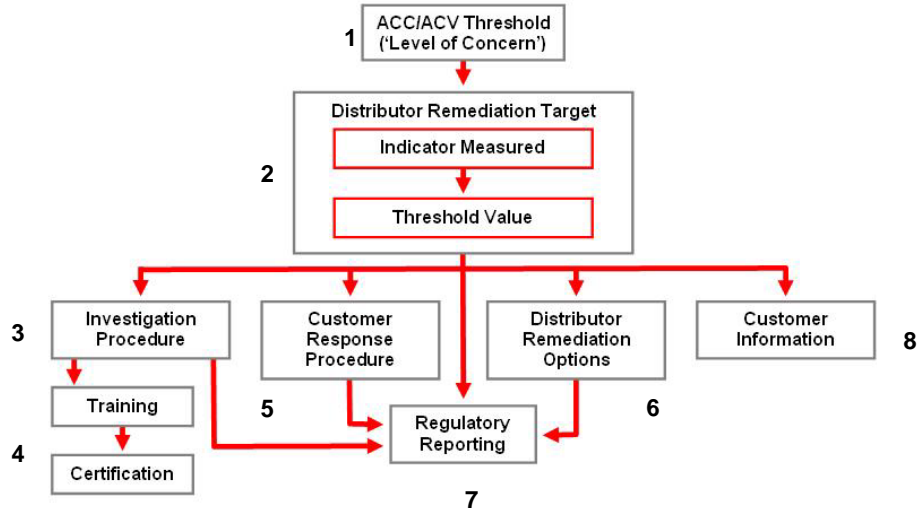 1
ACC/ACV Threshold
(‘Level of Concern’)
2
Distributor Remediation Target
Indicator Measured
Threshold Value
3
Investigation
Procedure
Customer
Response
Procedure
Distributor
Remediation
Options
Customer
Information
8
Training
5
6
Regulatory
Reporting
4
Certification
7